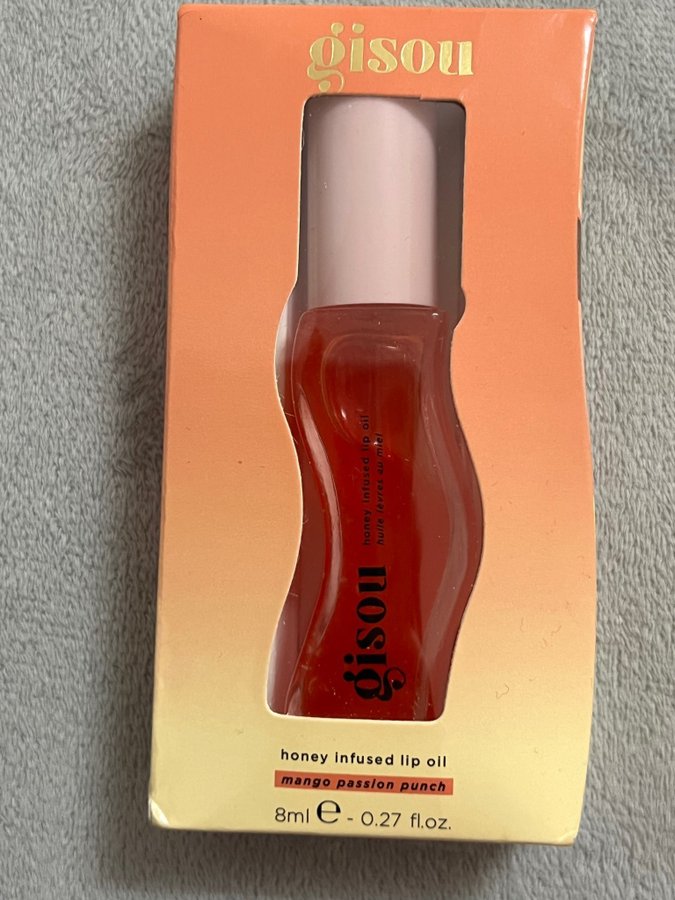 gisou
honey infused lip oil
huile lèvres au miel
gisou
honey infused lip oil
mango passion punch
8ml ℮ - 0.27 fl.oz.